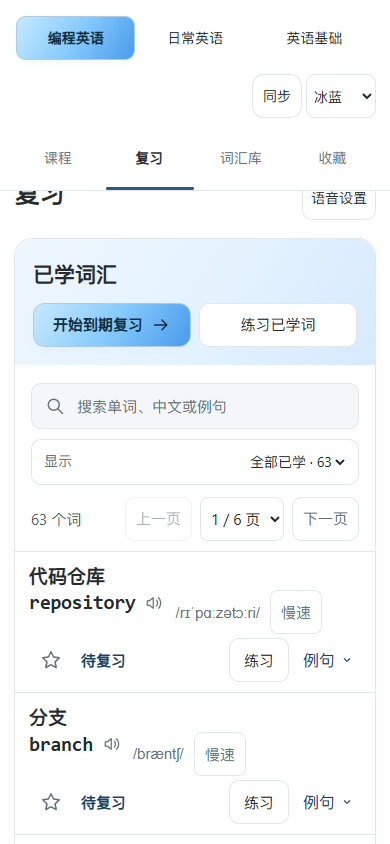 编程英语 日常英语 英语基础
同步 冰蓝
课程 复习 词汇库 收藏
复习 语音设置
已学词汇
开始到期复习 → 练习已学词
搜索单词、中文或例句
显示 全部已学 · 63
63 个词 上一页 1 / 6 页 下一页
代码仓库
repository /rɪˈpɑːzətɔːri/ 慢速
待复习 练习 例句
分支
branch /bræntʃ/ 慢速
待复习 练习 例句